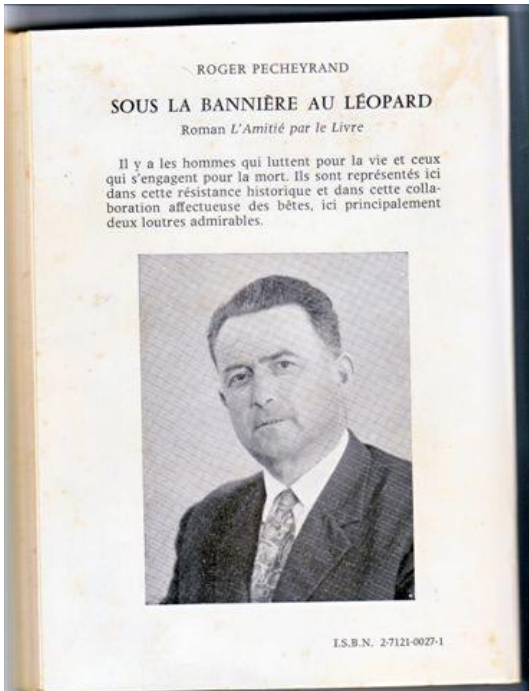 ROGER PECHEYRAND
SOUS LA BANNIÈRE AU LÉOPARD
Roman L'Amitié par le Livre
Il y a les hommes qui luttent pour la vie et ceux
qui s'engagent pour la mort. Ils sont représentés ici
dans cette résistance historique et dans cette colla-
boration affectueuse des bêtes, ici principalement
deux loutres admirables.
I.S.B.N. 2-7121-0027-1